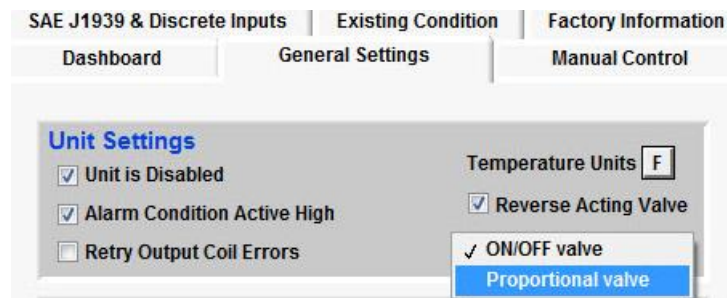 SAE J1939 & Discrete Inputs Existing Condition Factory Information
Dashboard General Settings Manual Control
Unit Settings
Unit is Disabled
Temperature Units F
Alarm Condition Active High
Reverse Acting Valve
Retry Output Coil Errors
ON/OFF valve
Proportional valve